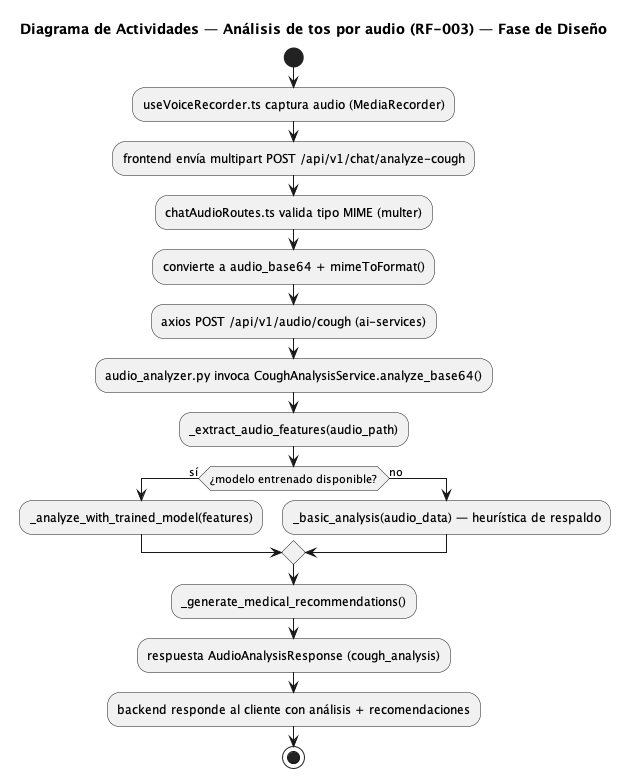 Diagrama de Actividades — Análisis de tos por audio (RF-003) — Fase de Diseño
useVoiceRecorder.ts captura audio (MediaRecorder)
frontend envía multipart POST /api/v1/chat/analyze-cough
chatAudioRoutes.ts valida tipo MIME (multer)
convierte a audio_base64 + mimeToFormat()
axios POST /api/v1/audio/cough (ai-services)
audio_analyzer.py invoca CoughAnalysisService.analyze_base64()
_extract_audio_features(audio_path)
sí
¿modelo entrenado disponible?
no
_analyze_with_trained_model(features)
_basic_analysis(audio_data) — heurística de respaldo
_generate_medical_recommendations()
respuesta AudioAnalysisResponse (cough_analysis)
backend responde al cliente con análisis + recomendaciones